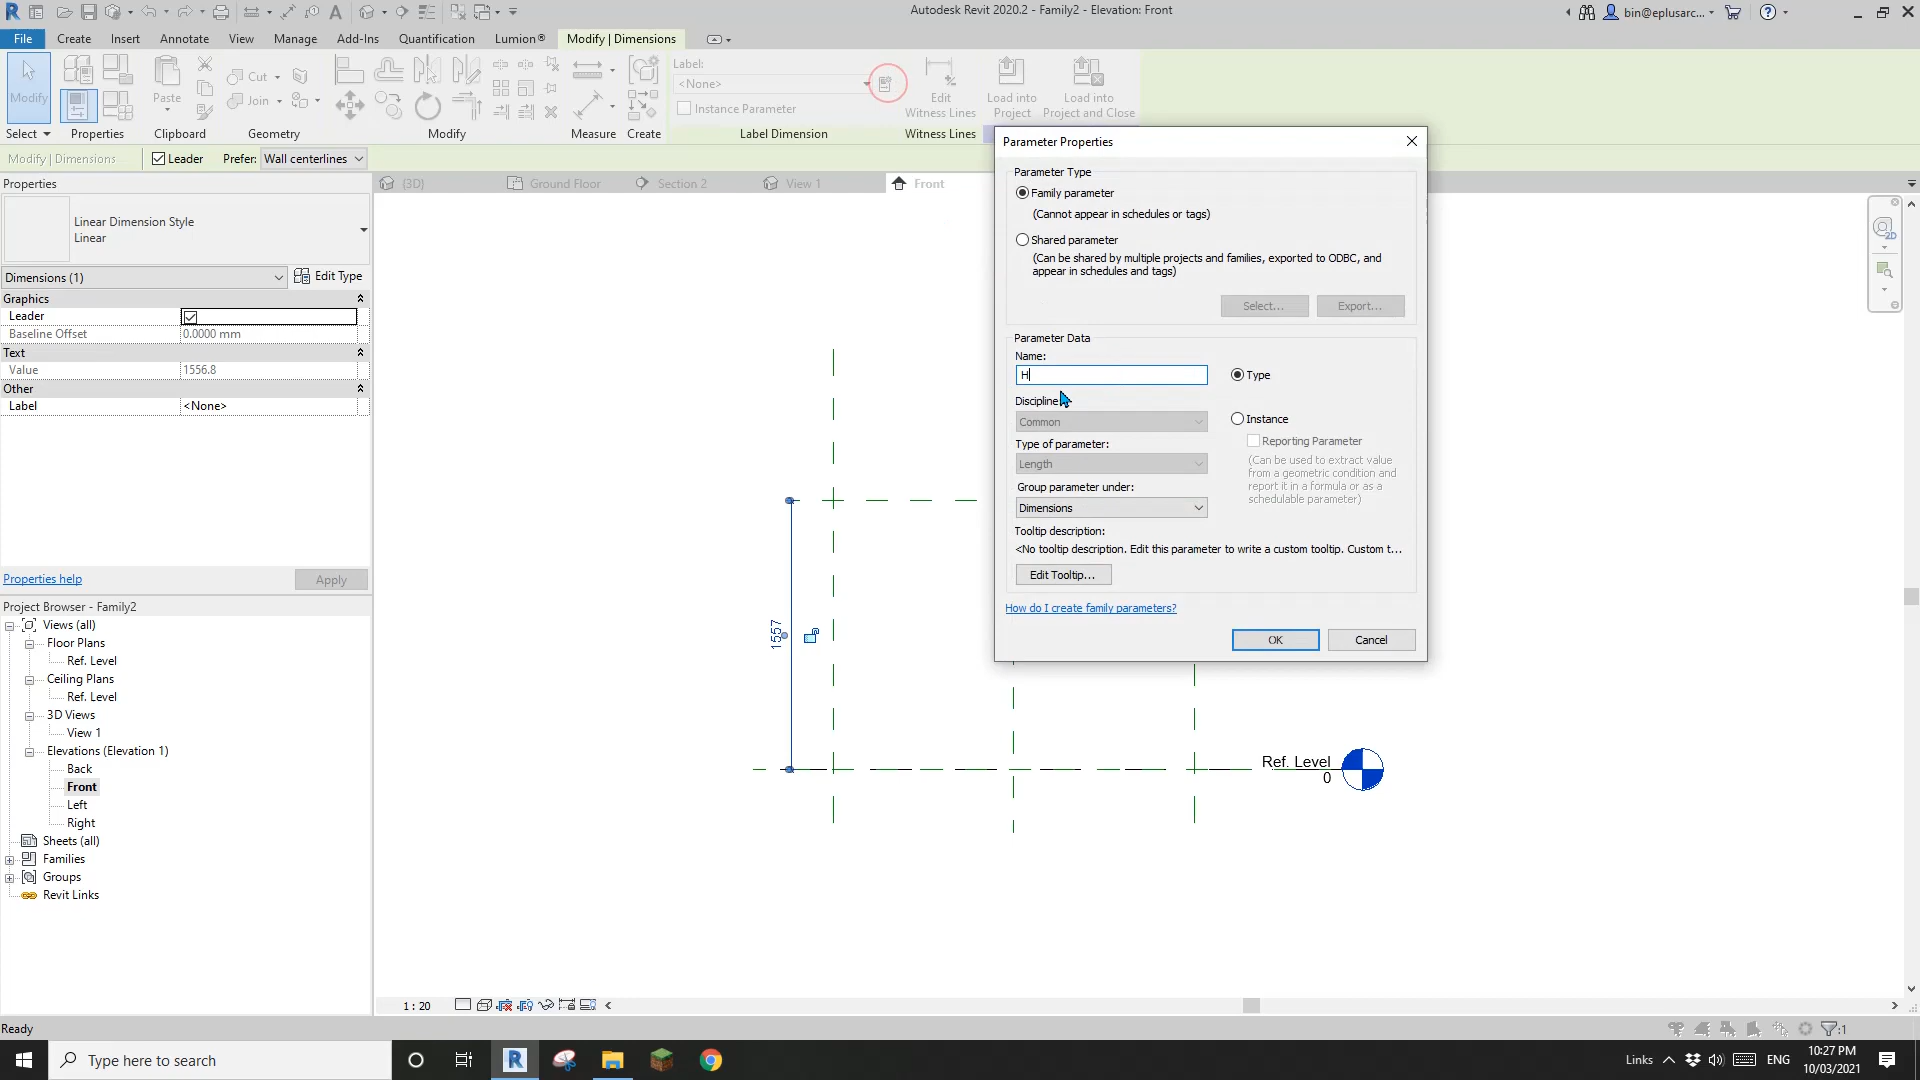 Autodesk Revit 2020.2 - Family2 - Elevation: Front
bin@eplusarc...
File
Create
Insert
Annotate
View
Manage
Add-Ins
Quantification
Lumion®
Modify | Dimensions
Modify
Paste
Cut
Join
Label:
<None>
Instance Parameter
Edit
Witness Lines
Load into
Project
Load into
Project and Close
Select
Properties
Clipboard
Geometry
Modify
Measure
Create
Label Dimension
Witness Lines
Modify | Dimensions
Leader
Prefer:
Wall centerlines
Properties
{3D}
Ground Floor
Section 2
View 1
Front
Linear Dimension Style
Linear
Dimensions (1)
Edit Type
Graphics
Leader
Baseline Offset
0.0000 mm
Text
Value
1556.8
Other
Label
<None>
Properties help
Apply
Project Browser - Family2
Views (all)
Floor Plans
Ref. Level
Ceiling Plans
Ref. Level
3D Views
View 1
Elevations (Elevation 1)
Back
Front
Left
Right
Sheets (all)
Families
Groups
Revit Links
1557
Ref. Level
0
Parameter Properties
Parameter Type
Family parameter
(Cannot appear in schedules or tags)
Shared parameter
(Can be shared by multiple projects and families, exported to ODBC, and
appear in schedules and tags)
Select...
Export...
Parameter Data
Name:
H
Type
Discipline
Common
Instance
Reporting Parameter
Type of parameter:
Length
(Can be used to extract value
from a geometric condition and
report it in a formula or as a
schedulable parameter)
Group parameter under:
Dimensions
Tooltip description:
<No tooltip description. Edit this parameter to write a custom tooltip. Custom t...
Edit Tooltip...
How do I create family parameters?
OK
Cancel
2D
1 : 20
Ready
:1
Type here to search
Links
ENG
10:27 PM
10/03/2021